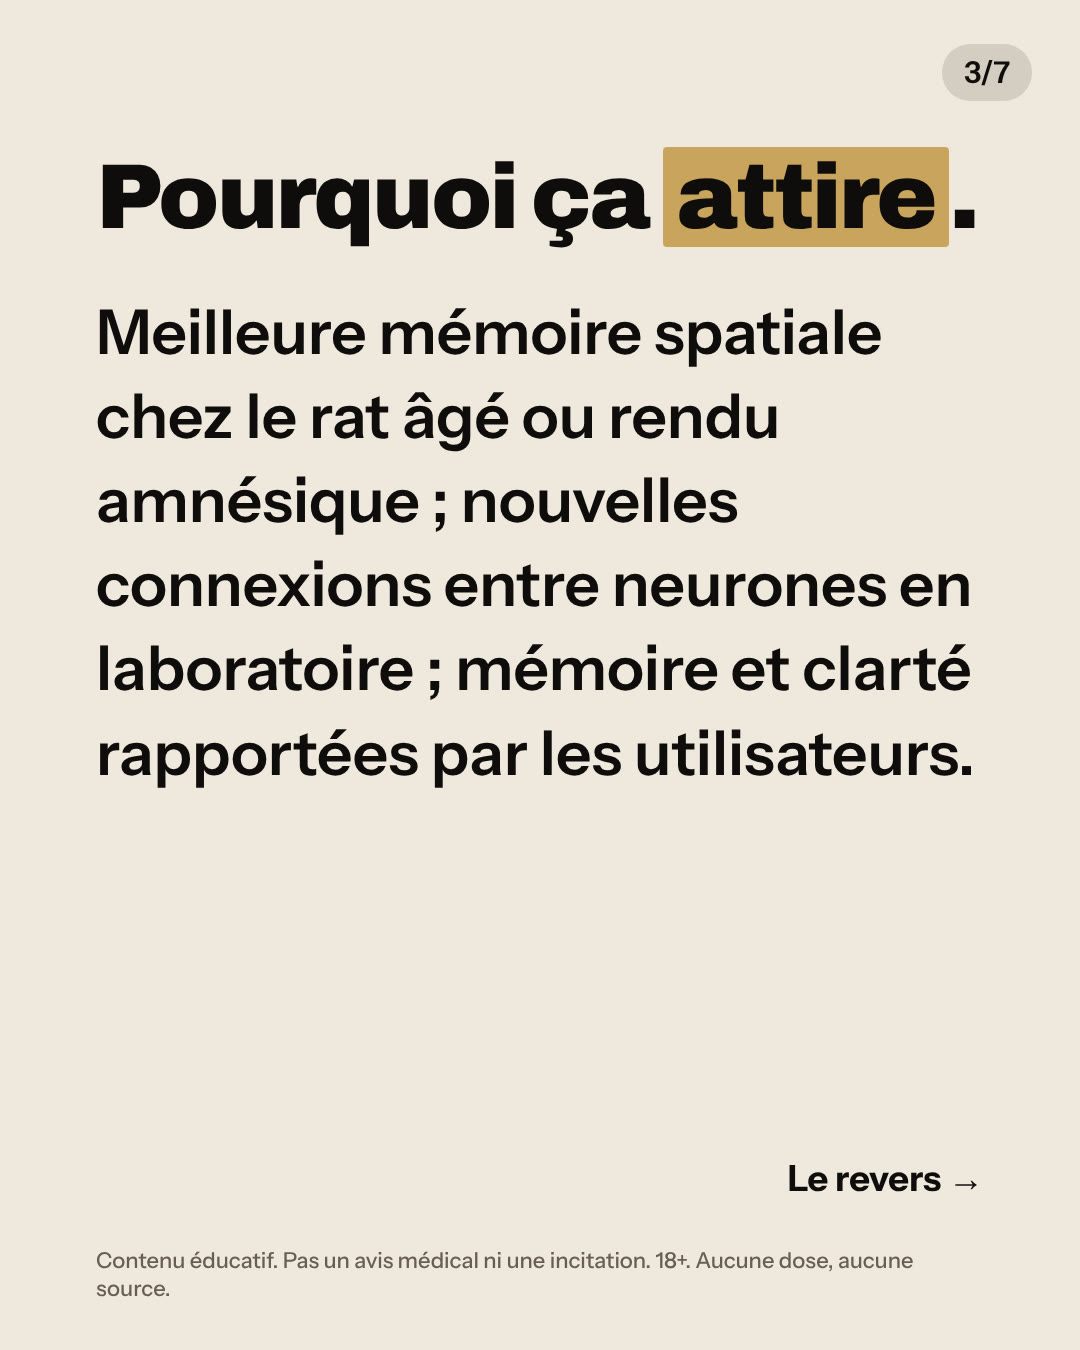 3/7
Pourquoi ça attire.
Meilleure mémoire spatiale
chez le rat âgé ou rendu
amnésique ; nouvelles
connexions entre neurones en
laboratoire ; mémoire et clarté
rapportées par les utilisateurs.
Le revers →
Contenu éducatif. Pas un avis médical ni une incitation. 18+. Aucune dose, aucune
source.